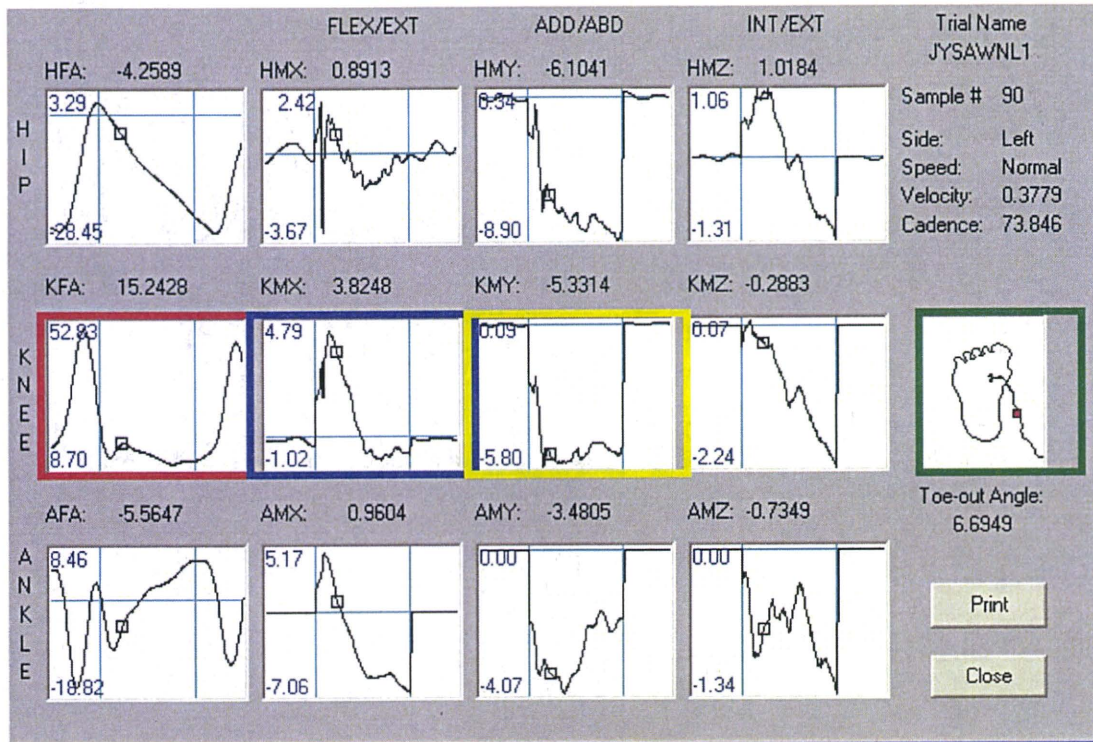 FLEX/EXT ADD/ABD INT/EXT Trial Name
JYSAWNL1
HFA: -4.2589 HMX: 0.8913 HMY: -6.1041 HMZ: 1.0184
Sample # 90
3.29 2.42 0.34 1.06
HIP
Side: Left
Speed: Normal
Velocity: 0.3779
Cadence: 73.846
-28.45 -3.67 -8.90 -1.31
KFA: 15.2428 KMX: 3.8248 KMY: -5.3314 KMZ: -0.2883
52.93 4.79 0.09 0.07
KNEE
8.70 -1.02 -5.80 -2.24
Toe-out Angle:
6.6949
AFA: -5.5647 AMX: 0.9604 AMY: -3.4805 AMZ: -0.7349
8.46 5.17 0.00 0.00
ANKLE
-18.82 -7.06 -4.07 -1.34
Print
Close